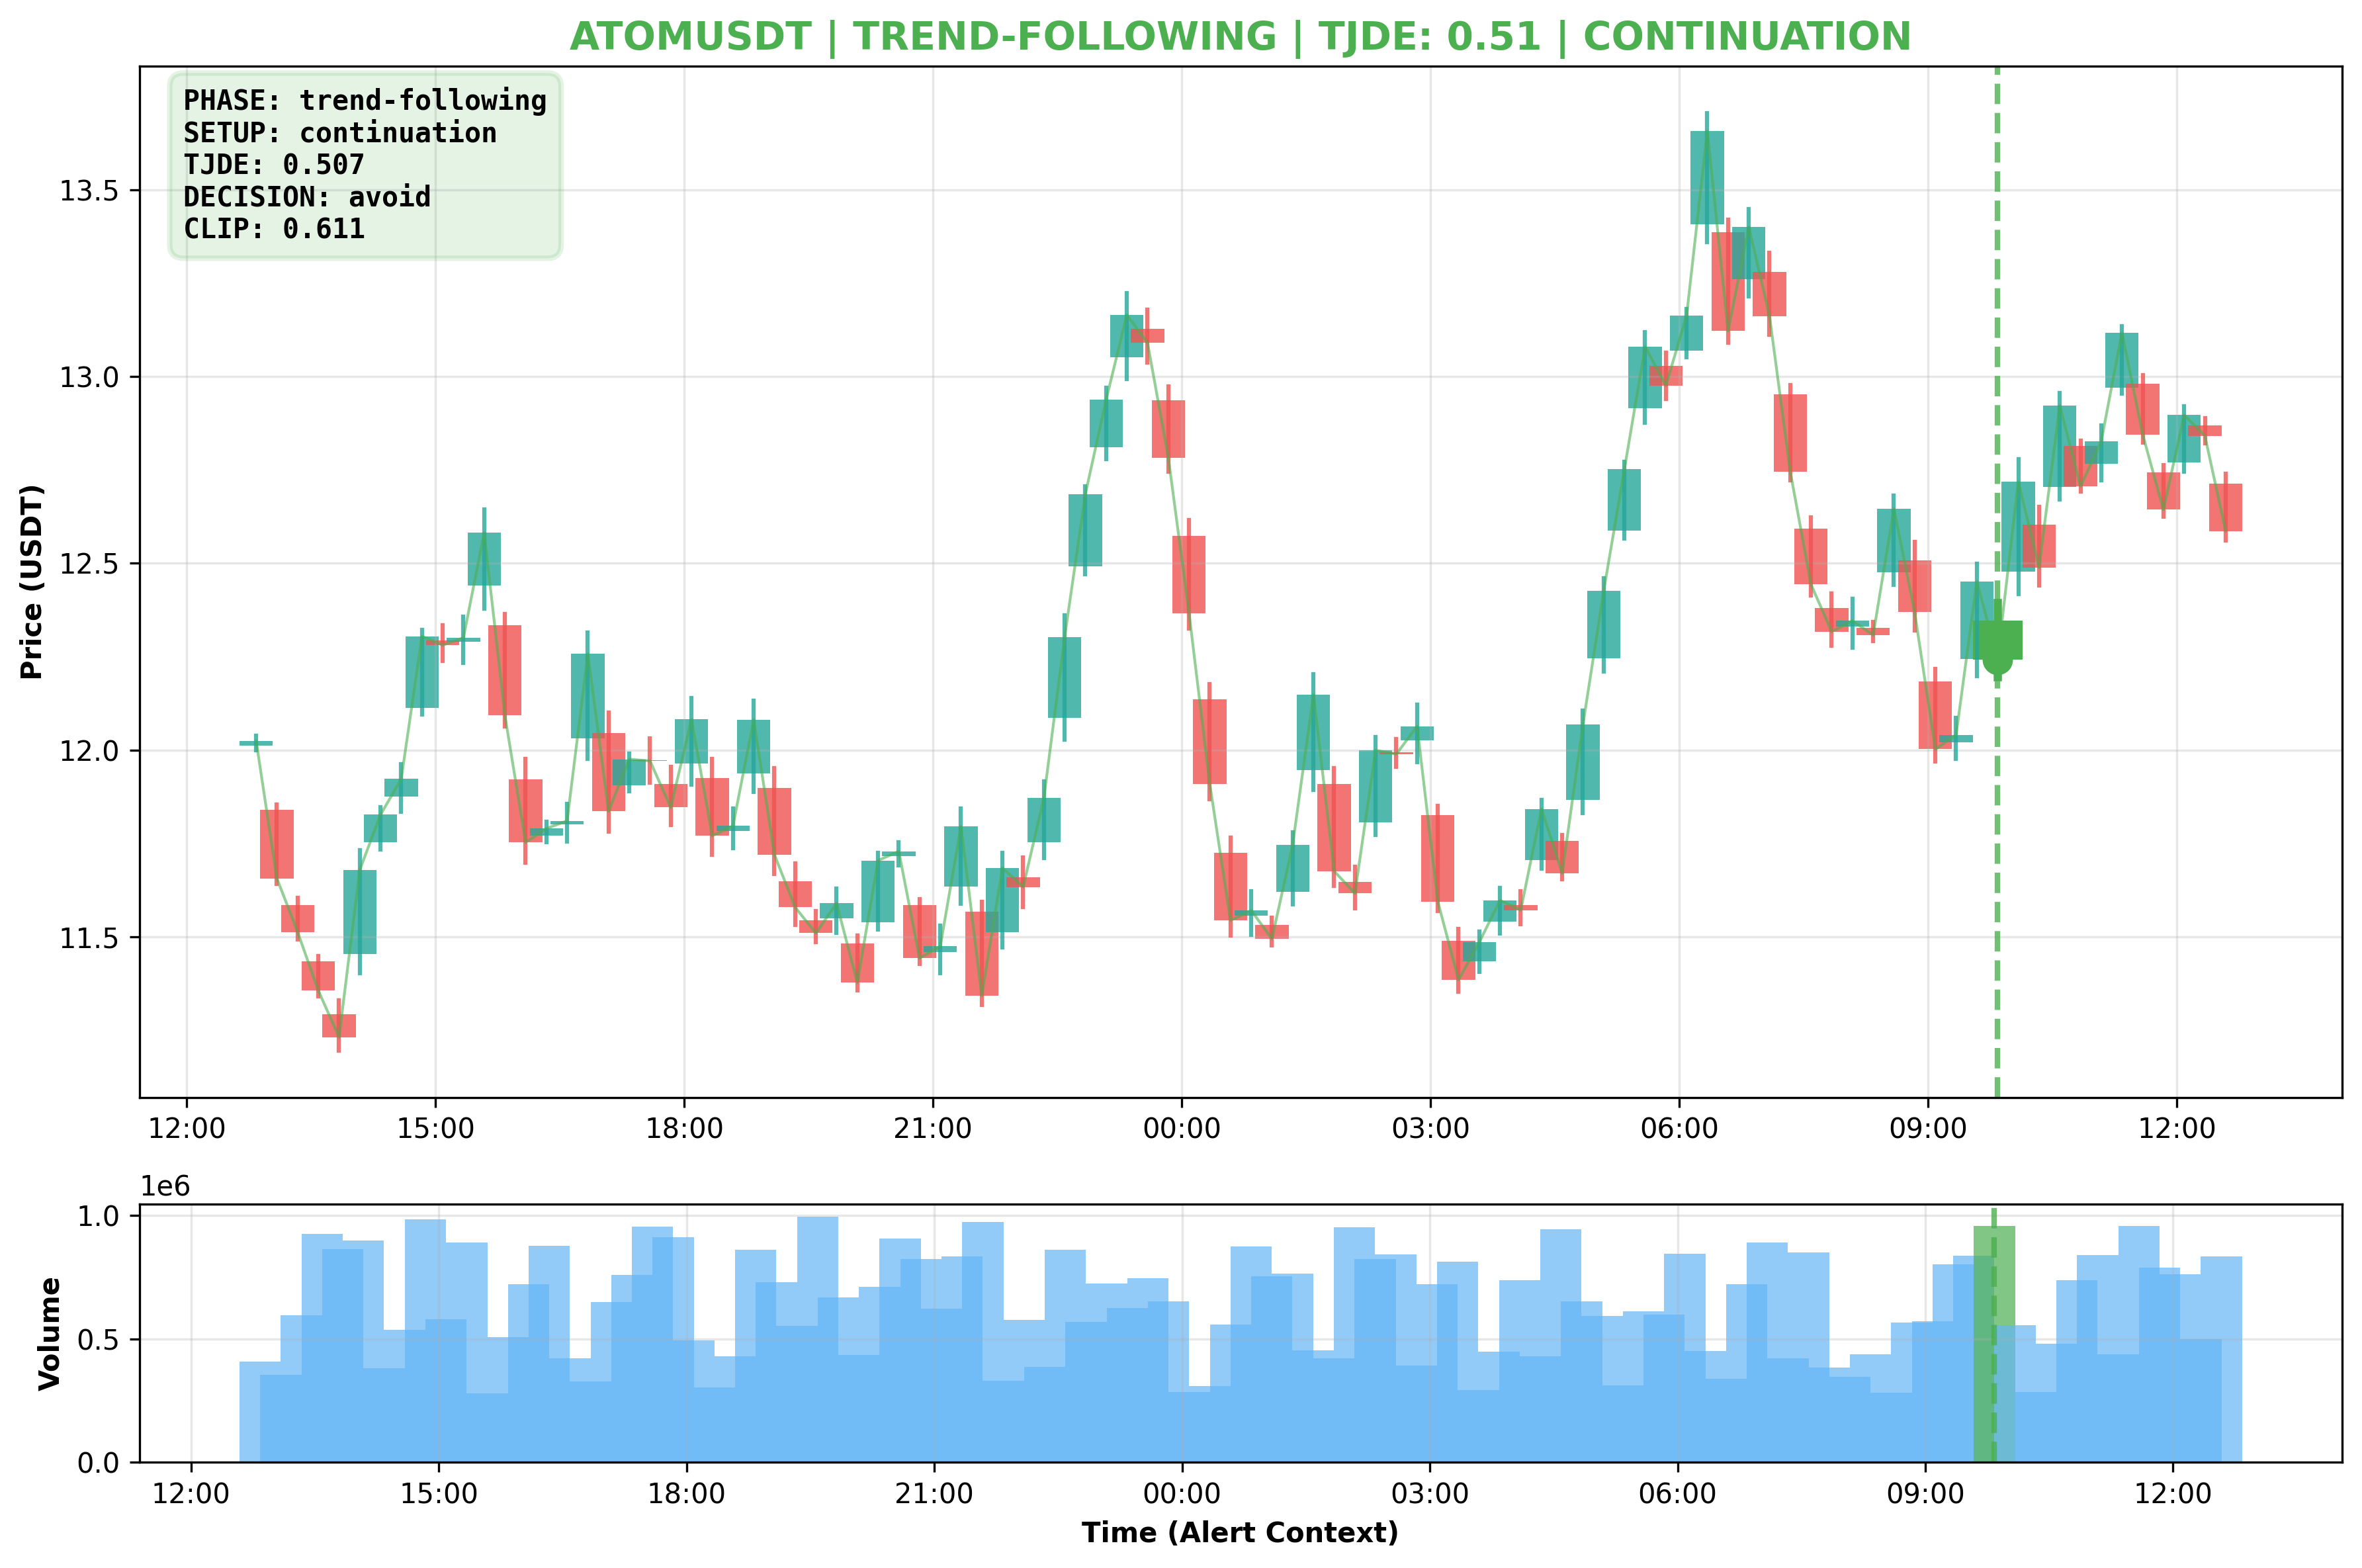 ATOMUSDT | TREND-FOLLOWING | TJDE: 0.51 | CONTINUATION
PHASE: trend-following
SETUP: continuation
TJDE: 0.507
DECISION: avoid
CLIP: 0.611
Price (USDT)
13.5
13.0
12.5
12.0
11.5
12:00 15:00 18:00 21:00 00:00 03:00 06:00 09:00 12:00
1e6
Volume
1.0
0.5
0.0
12:00 15:00 18:00 21:00 00:00 03:00 06:00 09:00 12:00
Time (Alert Context)